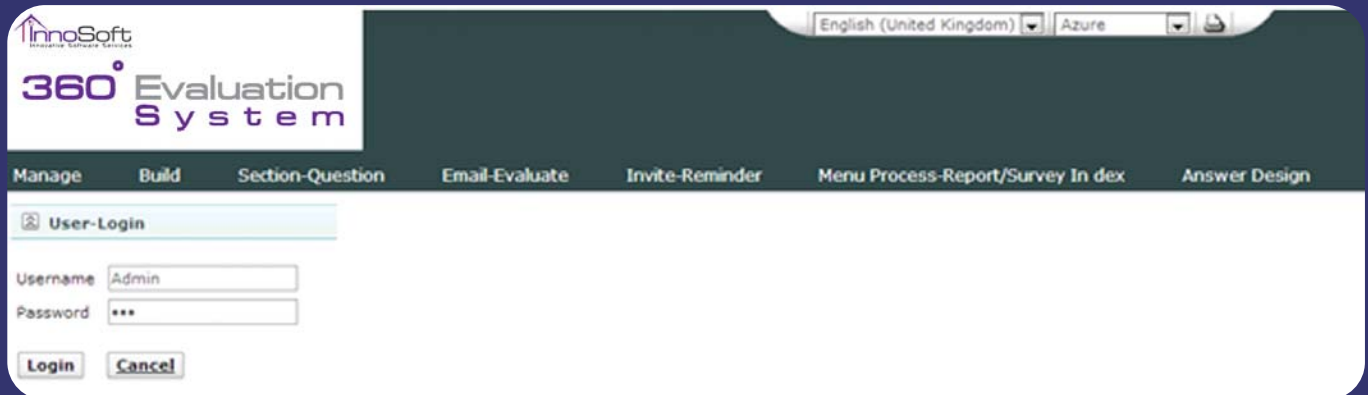 InnoSoft
Innovative Software Services
English (United Kingdom) Azure
360° Evaluation
System
Manage Build Section-Question Email-Evaluate Invite-Reminder Menu Process-Report/Survey In dex Answer Design
User-Login
Username Admin
Password •••
Login Cancel